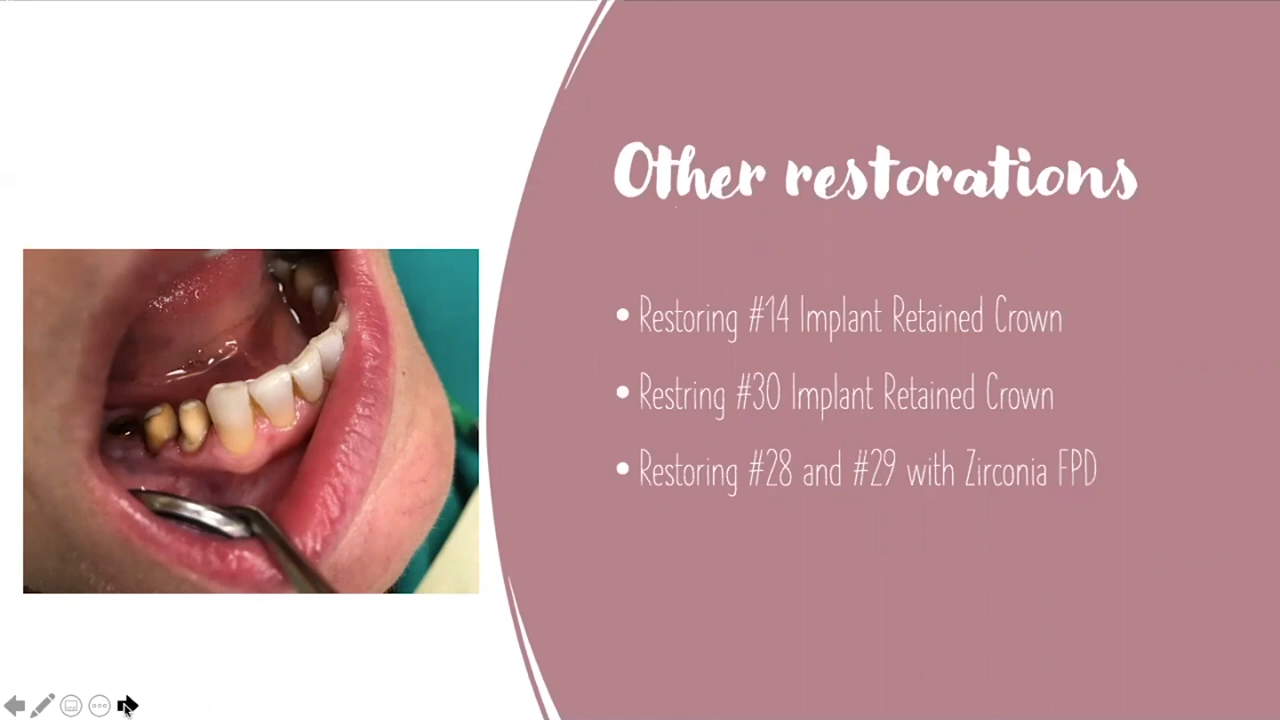 Other restorations
• Restoring #14 Implant Retained Crown
• Restring #30 Implant Retained Crown
• Restoring #28 and #29 with Zirconia FPD